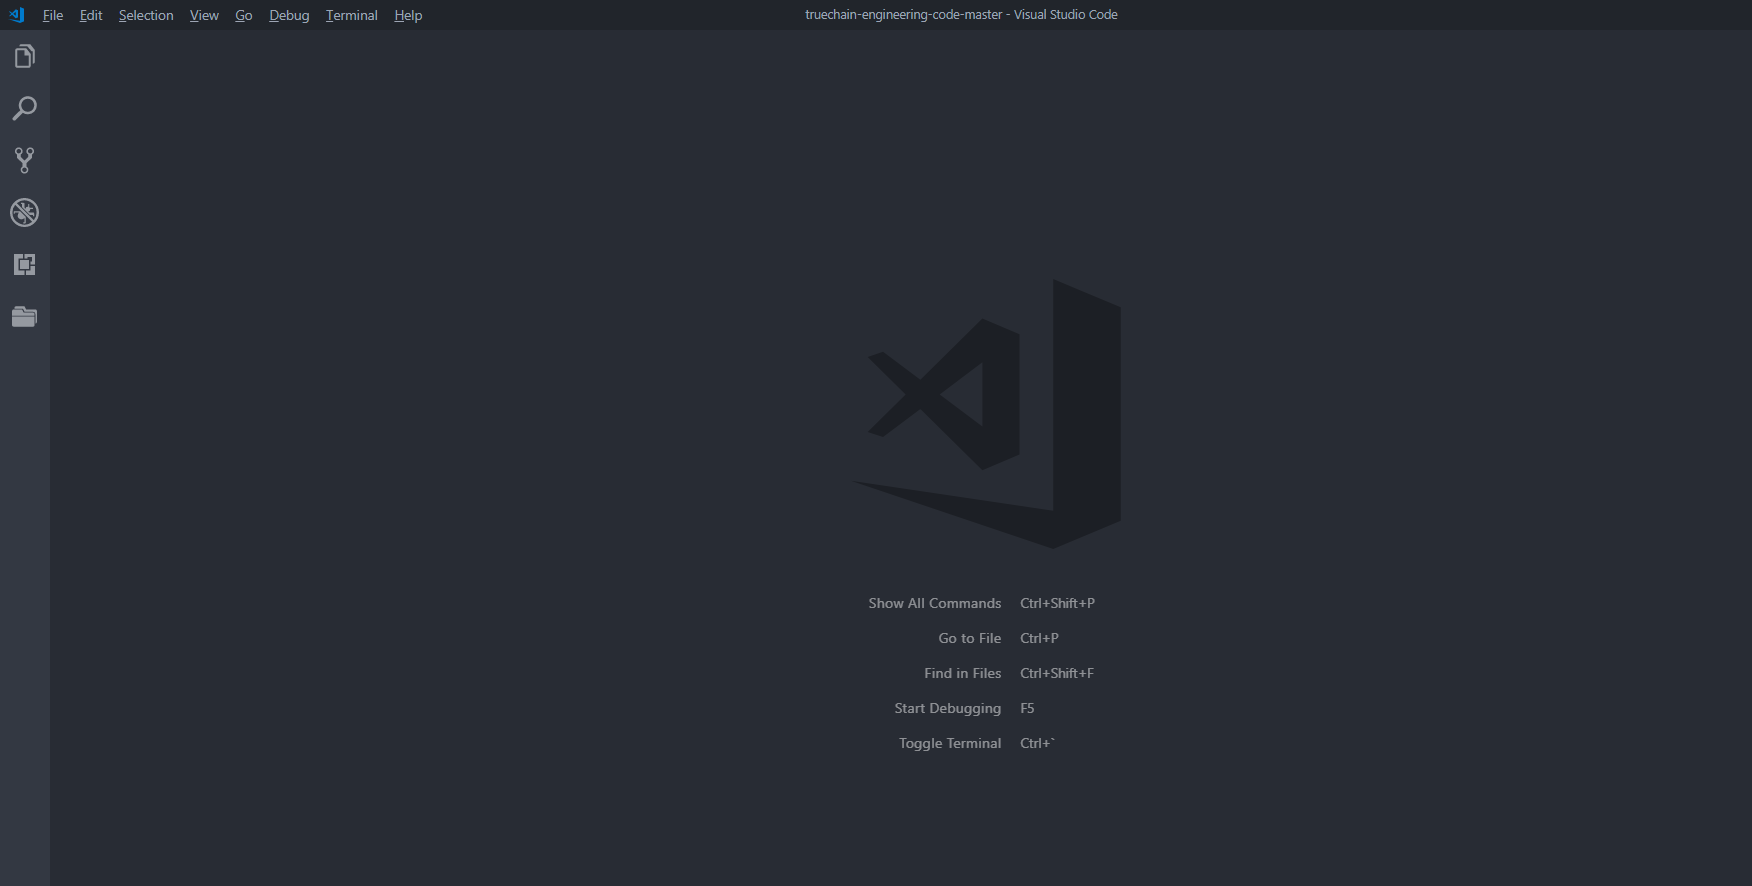 File Edit Selection View Go Debug Terminal Help truechain-engineering-code-master - Visual Studio Code
Show All Commands Ctrl+Shift+P
Go to File Ctrl+P
Find in Files Ctrl+Shift+F
Start Debugging F5
Toggle Terminal Ctrl+`